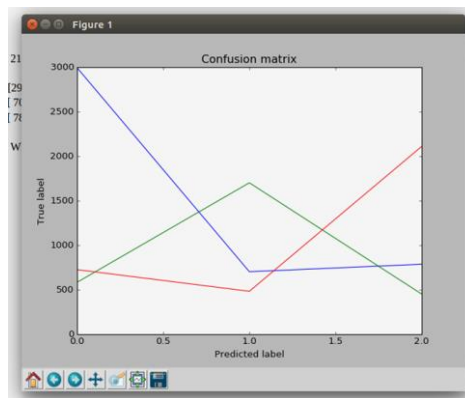 Figure 1
21
[29
[ 70
[ 78
W
Confusion matrix
3000
2500
2000
1500
1000
500
0
True label
0.0 0.5 1.0 1.5 2.0
Predicted label